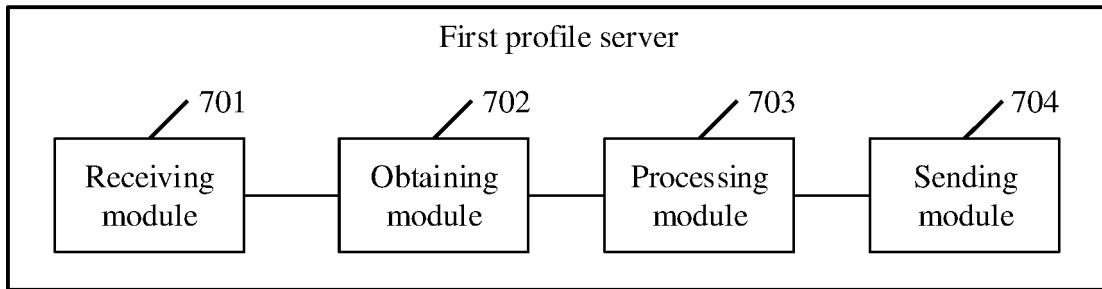 First profile server
701
702
703
704
Receiving
module
Obtaining
module
Processing
module
Sending
module